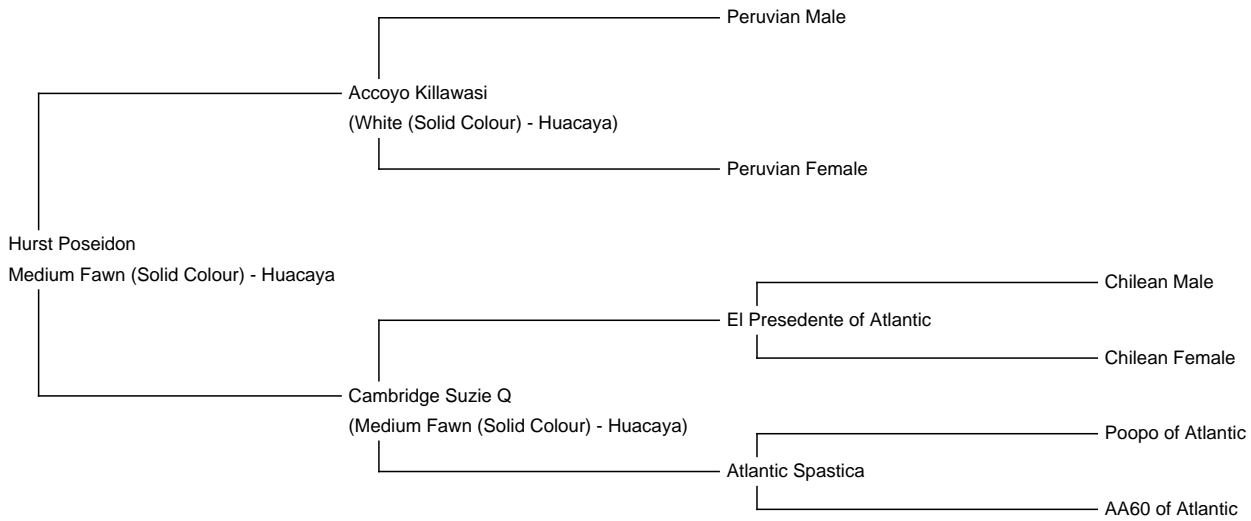 Peruvian Male
Accoyo Killawasi
(White (Solid Colour) - Huacaya)
Peruvian Female
Hurst Poseidon
Medium Fawn (Solid Colour) - Huacaya
Chilean Male
El Presedente of Atlantic
Chilean Female
Cambridge Suzie Q
(Medium Fawn (Solid Colour) - Huacaya)
Poopo of Atlantic
Atlantic Spastica
AA60 of Atlantic